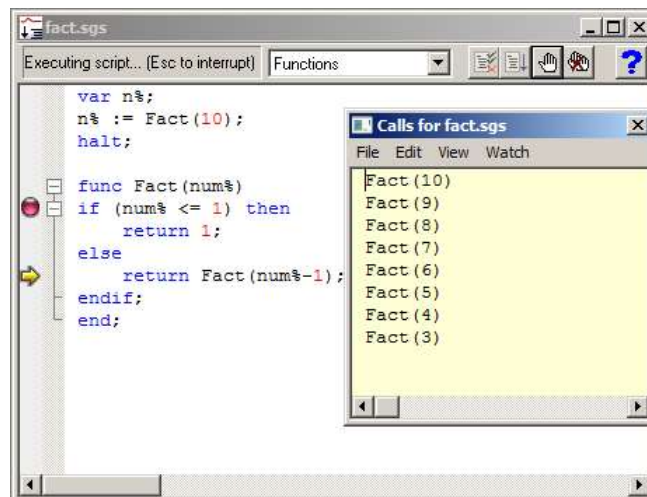 fact.sgs
Executing script... (Esc to interrupt) Functions ?
var n%;
n% := Fact(10);
halt;
func Fact(num%)
if (num% <= 1) then
return 1;
else
return Fact(num%-1);
endif;
end;
Calls for fact.sgs
File Edit View Watch
Fact(10)
Fact(9)
Fact(8)
Fact(7)
Fact(6)
Fact(5)
Fact(4)
Fact(3)